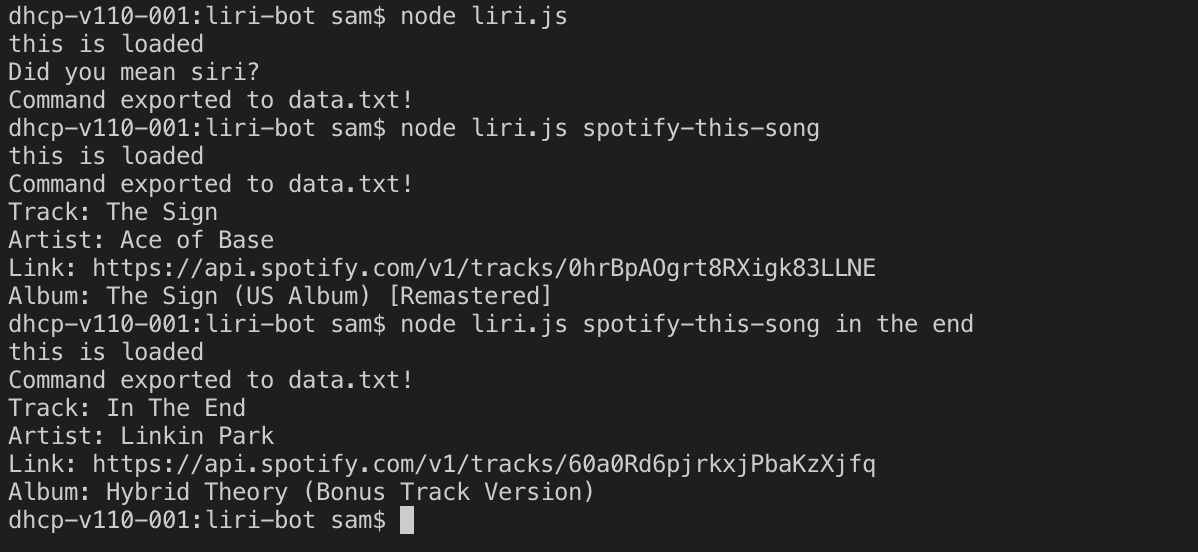 dhcp-v110-001:liri-bot sam$ node liri.js
this is loaded
Did you mean siri?
Command exported to data.txt!
dhcp-v110-001:liri-bot sam$ node liri.js spotify-this-song
this is loaded
Command exported to data.txt!
Track: The Sign
Artist: Ace of Base
Link: https://api.spotify.com/v1/tracks/0hrBpAOgrt8RXigk83LLNE
Album: The Sign (US Album) [Remastered]
dhcp-v110-001:liri-bot sam$ node liri.js spotify-this-song in the end
this is loaded
Command exported to data.txt!
Track: In The End
Artist: Linkin Park
Link: https://api.spotify.com/v1/tracks/60a0Rd6pjrkxjPbaKzXjfq
Album: Hybrid Theory (Bonus Track Version)
dhcp-v110-001:liri-bot sam$